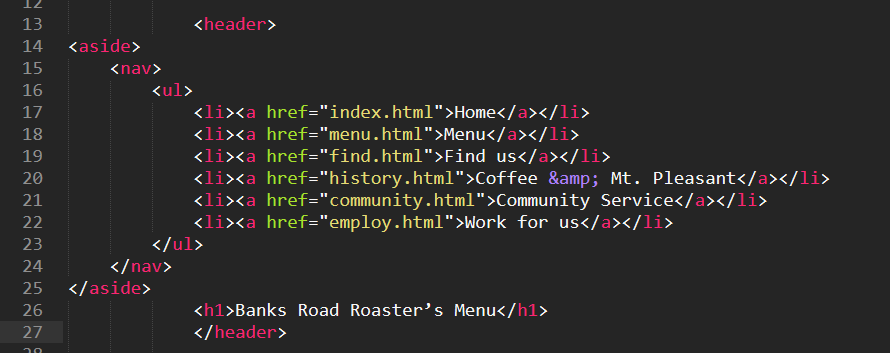 12
13 <header>
14 <aside>
15 <nav>
16 <ul>
17 <li><a href="index.html">Home</a></li>
18 <li><a href="menu.html">Menu</a></li>
19 <li><a href="find.html">Find us</a></li>
20 <li><a href="history.html">Coffee &amp; Mt. Pleasant</a></li>
21 <li><a href="community.html">Community Service</a></li>
22 <li><a href="employ.html">Work for us</a></li>
23 </ul>
24 </nav>
25 </aside>
26 <h1>Banks Road Roaster’s Menu</h1>
27 </header>
28